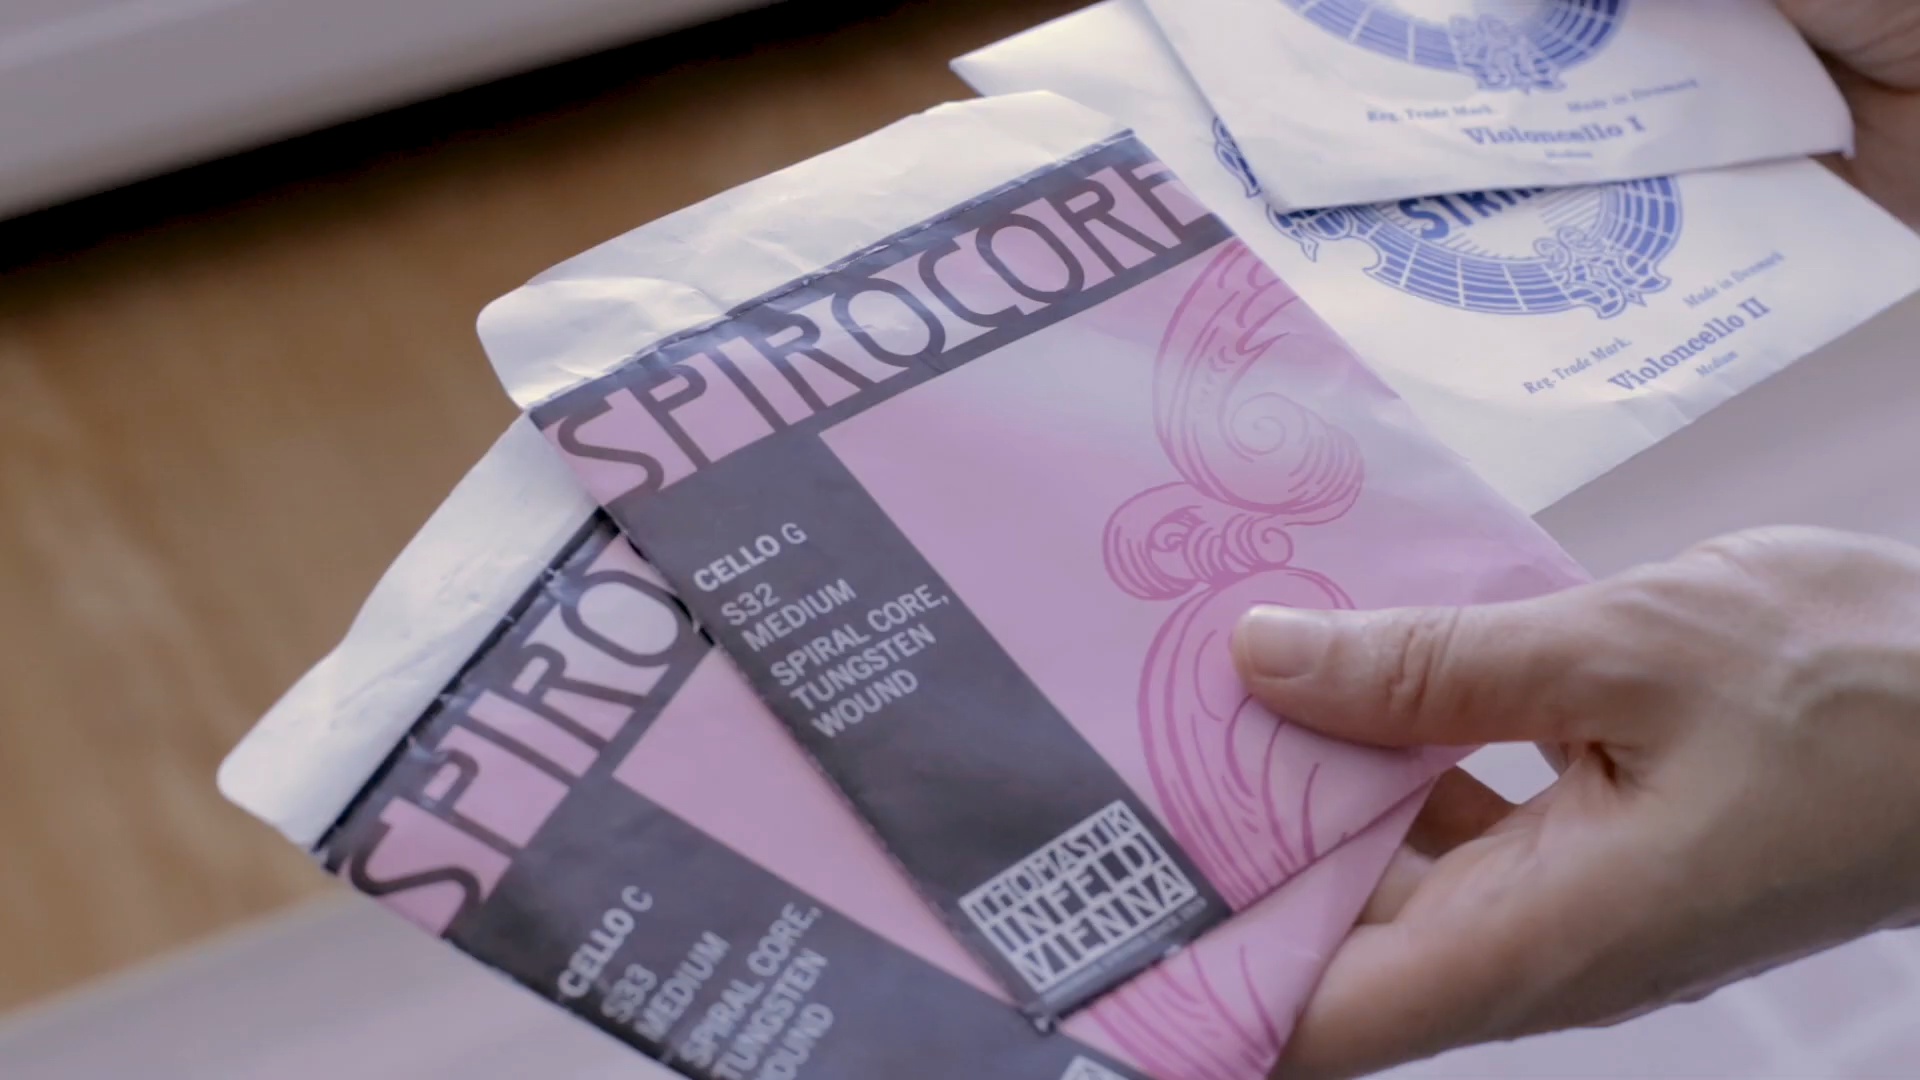 SPIROCORE
CELLO G
S32
MEDIUM
SPIRAL CORE,
TUNGSTEN
WOUND
THOMASTIK
INFELD
VIENNA
SPIRO
CELLO C
S33
MEDIUM
SPIRAL CORE,
TUNGSTEN
WOUND
Reg. Trade Mark.
Made in Denmark
Violoncello I
Medium
Made in Denmark
Reg. Trade Mark.
Violoncello II
Medium